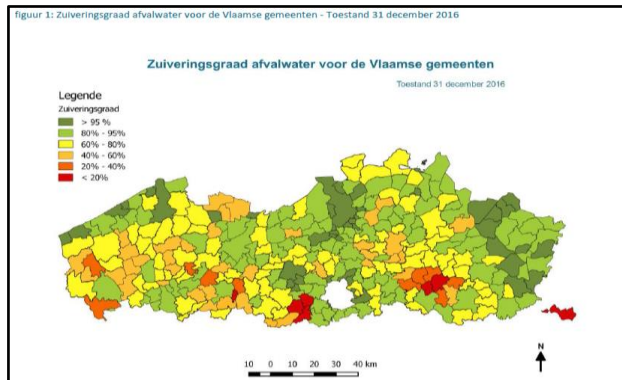 figuur 1: Zuiveringsgraad afvalwater voor de Vlaamse gemeenten - Toestand 31 december 2016
Zuiveringsgraad afvalwater voor de Vlaamse gemeenten
Toestand 31 december 2016
Legende
Zuiveringsgraad
> 95 %
80% - 95%
60% - 80%
40% - 60%
20% - 40%
< 20%
10 0 10 20 30 40 km
N